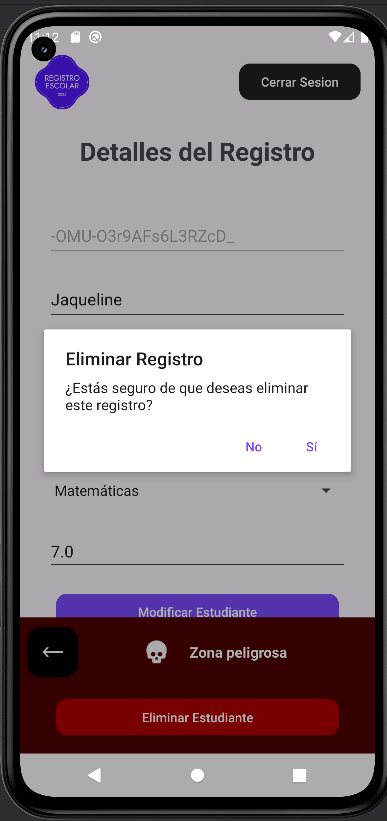 11:12
REGISTRO
ESCOLAR
Cerrar Sesion
Detalles del Registro
-OMU-O3r9AFs6L3RZcD_
Jaqueline
Eliminar Registro
¿Estás seguro de que deseas eliminar
este registro?
No
Sí
Matemáticas
7.0
Modificar Estudiante
Zona peligrosa
Eliminar Estudiante